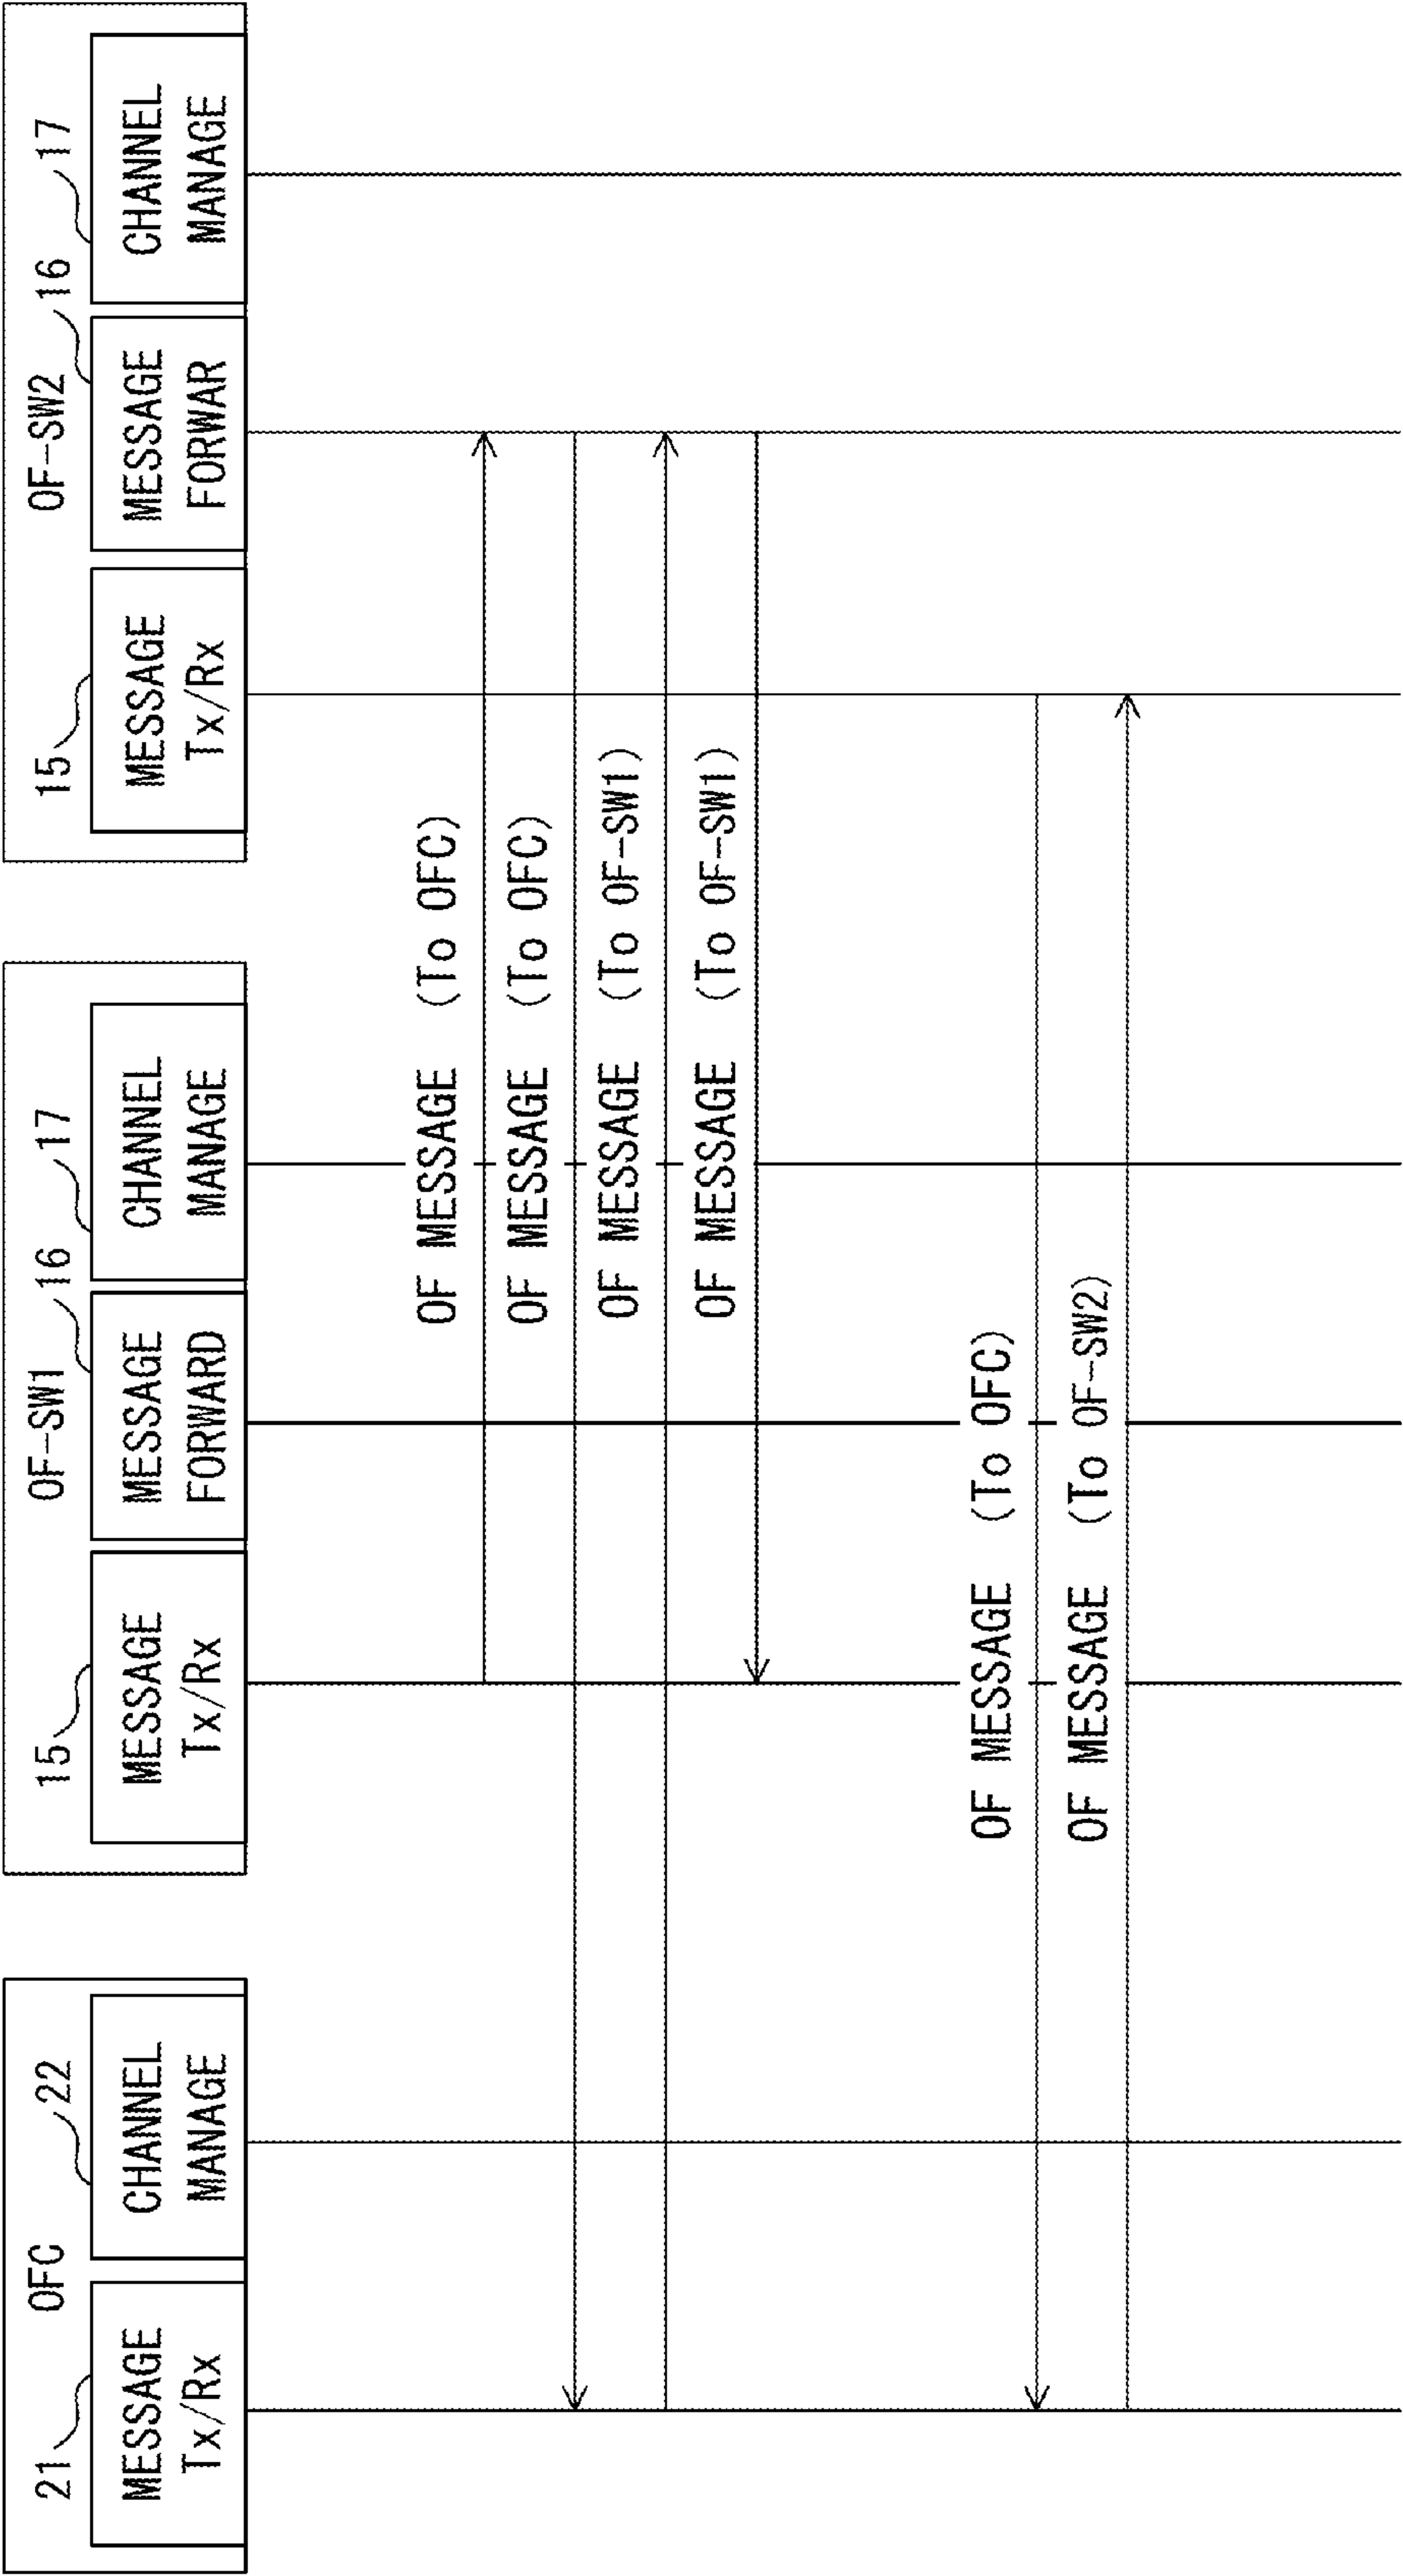 OFC
21
22
MESSAGE
Tx/Rx
CHANNEL
MANAGE
OF-SW1
15
16
17
MESSAGE
Tx/Rx
MESSAGE
FORWARD
CHANNEL
MANAGE
OF-SW2
15
16
17
MESSAGE
Tx/Rx
MESSAGE
FORWAR
CHANNEL
MANAGE
OF MESSAGE (To OFC)
OF MESSAGE (To OFC)
OF MESSAGE (To OF-SW1)
OF MESSAGE (To OF-SW1)
OF MESSAGE (To OFC)
OF MESSAGE (To OF-SW2)